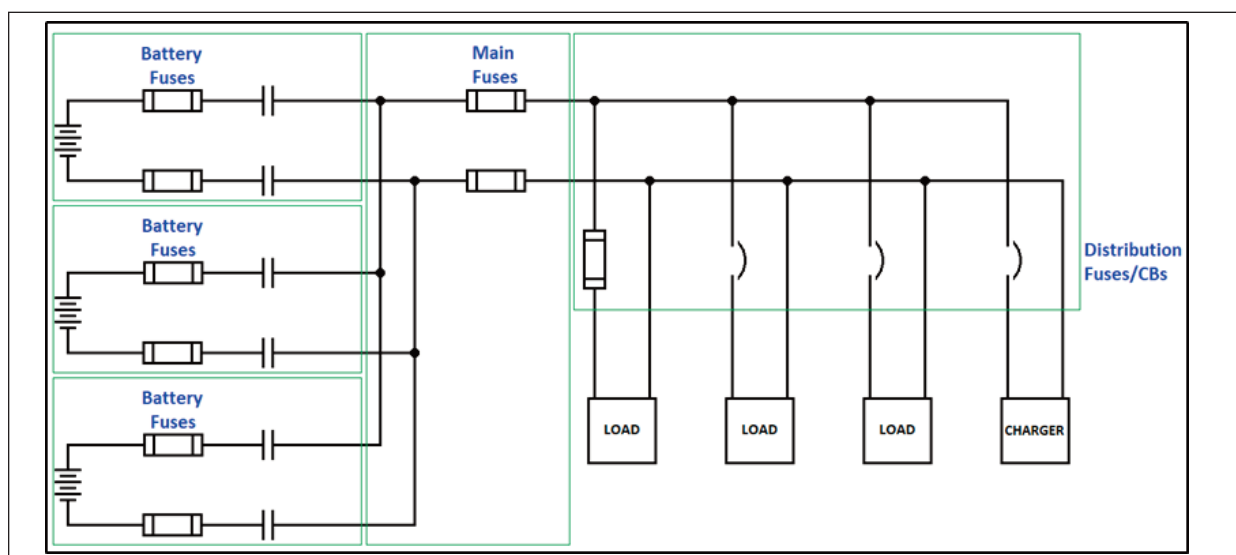 Battery
Fuses
Main
Fuses
Battery
Fuses
Distribution
Fuses/CBs
Battery
Fuses
LOAD
LOAD
LOAD
CHARGER